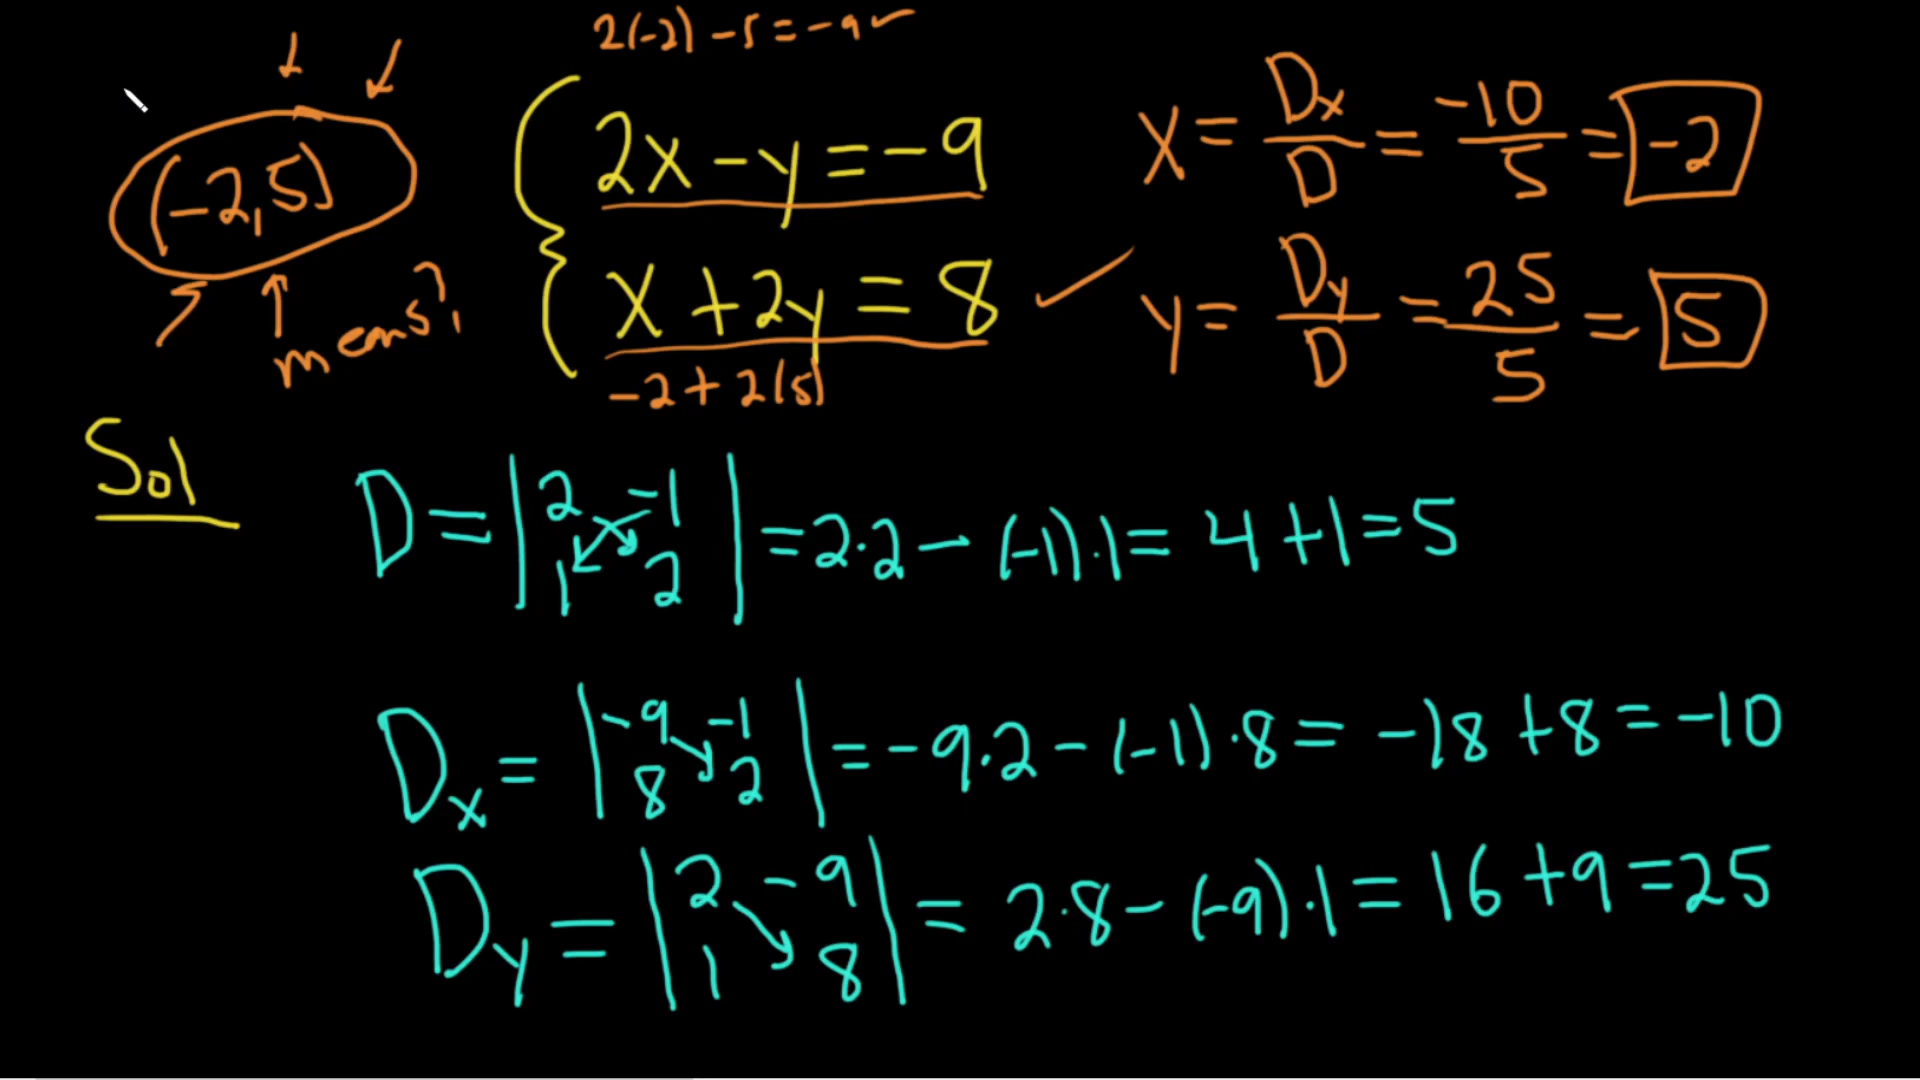 2(-2) - 5 = -9 ✓
2x - y = -9
x + 2y = 8 ✓
-2 + 2(5)
(-2, 5)
means?
x = Dx/D = -10/5 = -2
y = Dy/D = 25/5 = 5
Sol
D = |2 -1; 1 2| = 2·2 - (-1)·1 = 4 + 1 = 5
Dx = |-9 -1; 8 2| = -9·2 - (-1)·8 = -18 + 8 = -10
Dy = |2 -9; 1 8| = 2·8 - (-9)·1 = 16 + 9 = 25